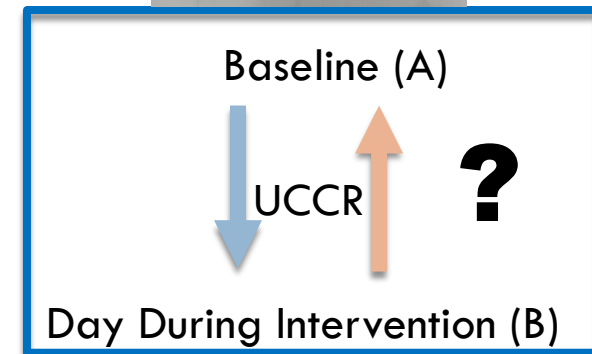 Baseline (A)
UCCR
?
Day During Intervention (B)